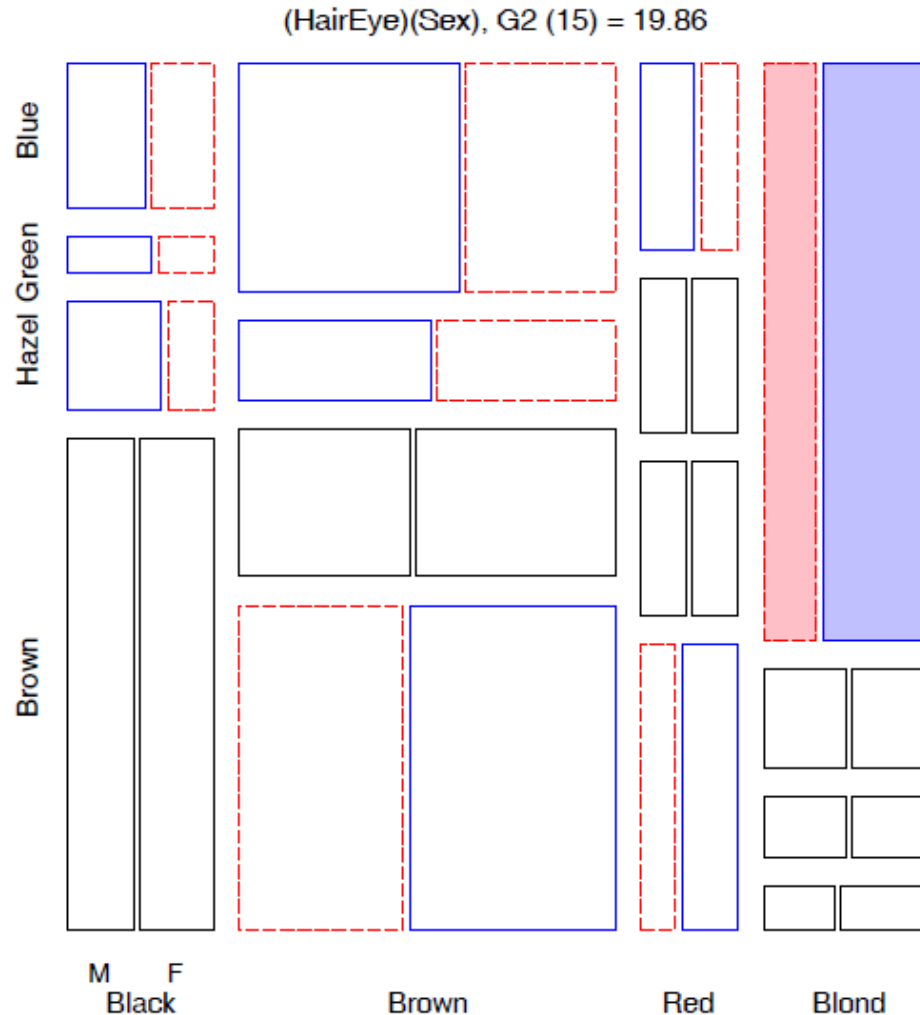 (HairEye)(Sex), G2 (15) = 19.86
Blue
Green
Hazel
Brown
M F
Black Brown Red Blond